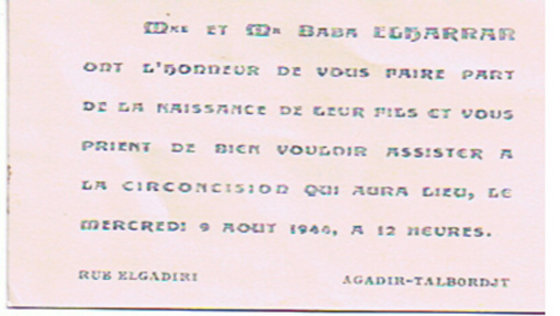 Mme ET Mr BABA ELHARRAR
ONT L'HONNEUR DE VOUS FAIRE PART
DE LA NAISSANCE DE LEUR FILS ET VOUS
PRIENT DE BIEN VOULOIR ASSISTER A
LA CIRCONCISION QUI AURA LIEU, LE
MERCREDI 9 AOUT 1944, A 12 HEURES.
RUE ELGADIRI AGADIR-TALBORDJT